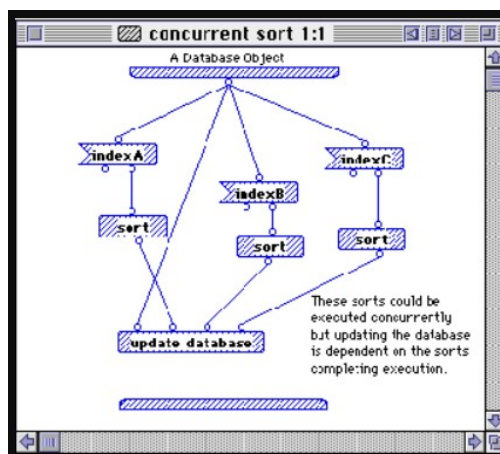 concurrent sort 1:1
A Database Object
indexA
indexB
indexC
sort
sort
sort
update database
These sorts could be
executed concurrently
but updating the database
is dependent on the sorts
completing execution.